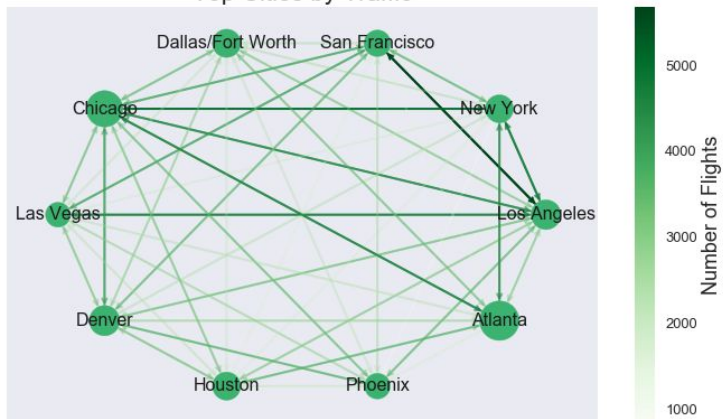 Dallas/Fort Worth
San Francisco
Chicago
New York
Las Vegas
Los Angeles
Denver
Atlanta
Houston
Phoenix
5000
4000
3000
2000
1000
Number of Flights